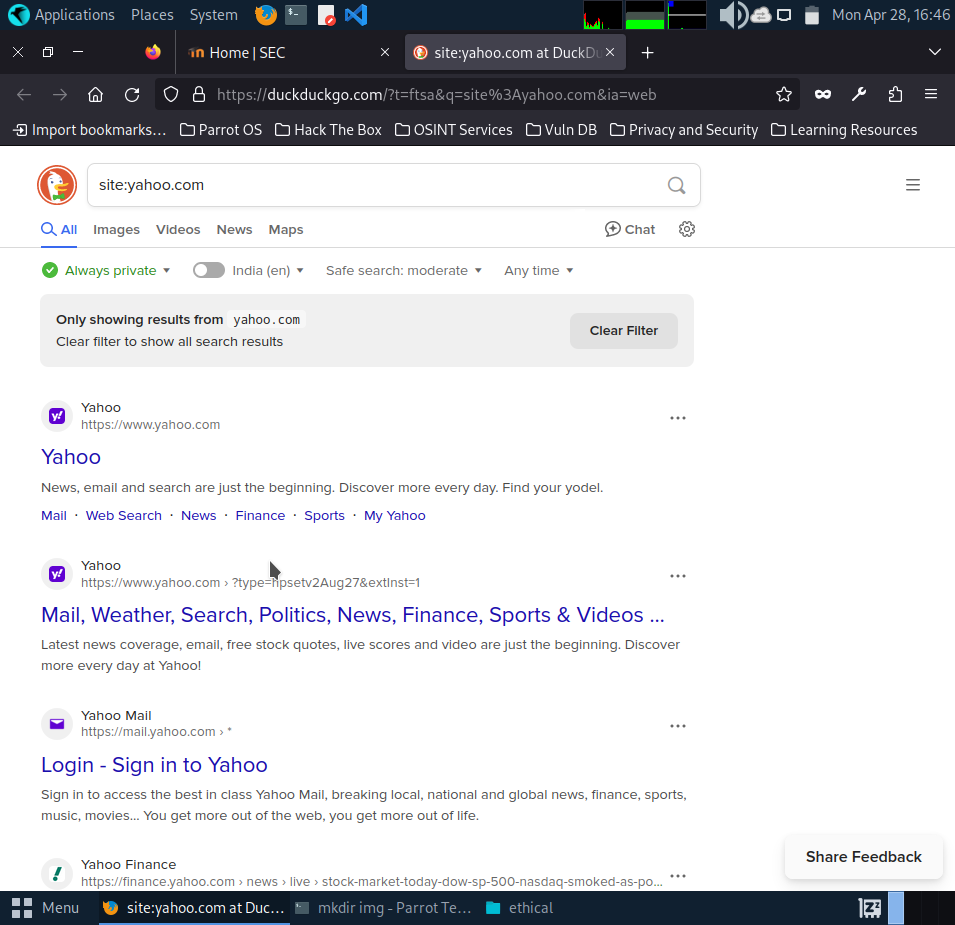 Applications Places System Mon Apr 28, 16:46
Home | SEC
site:yahoo.com at DuckDu
https://duckduckgo.com/?t=ftsa&q=site%3Ayahoo.com&ia=web
Import bookmarks… Parrot OS Hack The Box OSINT Services Vuln DB Privacy and Security Learning Resources
site:yahoo.com
All Images Videos News Maps Chat
Always private India (en) Safe search: moderate Any time
Only showing results from yahoo.com
Clear filter to show all search results
Clear Filter
Yahoo
https://www.yahoo.com
Yahoo
News, email and search are just the beginning. Discover more every day. Find your yodel.
Mail · Web Search · News · Finance · Sports · My Yahoo
Yahoo
https://www.yahoo.com › ?type=hpsetv2Aug27&extInst=1
Mail, Weather, Search, Politics, News, Finance, Sports & Videos ...
Latest news coverage, email, free stock quotes, live scores and video are just the beginning. Discover
more every day at Yahoo!
Yahoo Mail
https://mail.yahoo.com › *
Login - Sign in to Yahoo
Sign in to access the best in class Yahoo Mail, breaking local, national and global news, finance, sports,
music, movies... You get more out of the web, you get more out of life.
Yahoo Finance
https://finance.yahoo.com › news › live › stock-market-today-dow-sp-500-nasdaq-smoked-as-po...
Share Feedback
Menu site:yahoo.com at Duc... mkdir img - Parrot Te... ethical